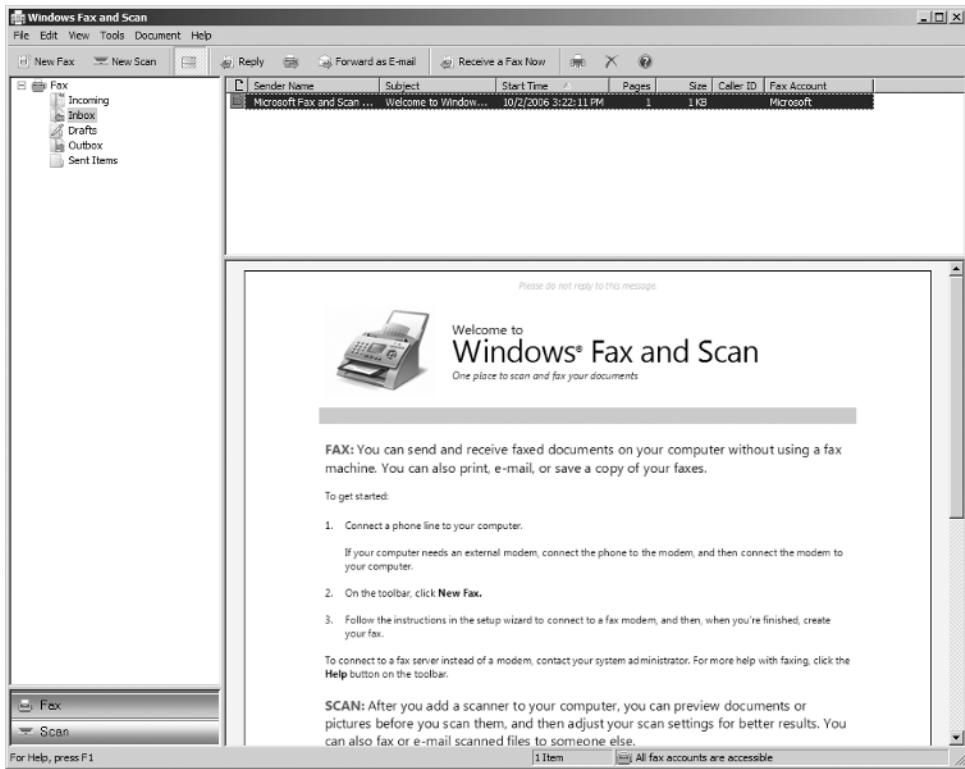 Windows Fax and Scan
File Edit View Tools Document Help
New Fax New Scan Reply Forward as E-mail Receive a Fax Now
Fax
Incoming
Inbox
Drafts
Outbox
Sent Items
Sender Name Subject Start Time Pages Size Caller ID Fax Account
Microsoft Fax and Scan ... Welcome to Window... 10/2/2006 3:22:11 PM 1 1 KB Microsoft
Please do not reply to this message.
Welcome to
Windows® Fax and Scan
One place to scan and fax your documents
FAX: You can send and receive faxed documents on your computer without using a fax
machine. You can also print, e-mail, or save a copy of your faxes.
To get started:
1. Connect a phone line to your computer.
If your computer needs an external modem, connect the phone to the modem, and then connect the modem to
your computer.
2. On the toolbar, click New Fax.
3. Follow the instructions in the setup wizard to connect to a fax modem, and then, when you're finished, create
your fax.
To connect to a fax server instead of a modem, contact your system administrator. For more help with faxing, click the
Help button on the toolbar.
SCAN: After you add a scanner to your computer, you can preview documents or
pictures before you scan them, and then adjust your scan settings for better results. You
can also fax or e-mail scanned files to someone else.
Fax
Scan
For Help, press F1 1 Item All fax accounts are accessible